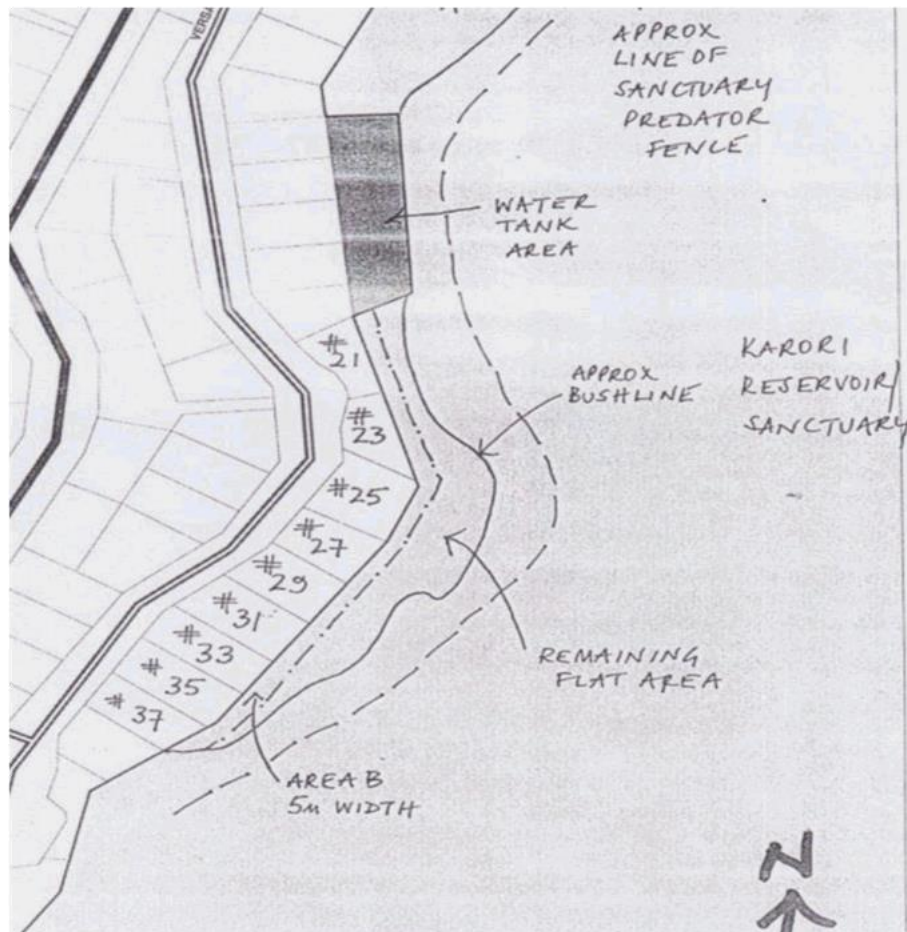 VERSA
APPROX
LINE OF
SANCTUARY
PREDATOR
FENCE
WATER
TANK
AREA
#21
APPROX
BUSHLINE
KARORI
RESERVOIR/
SANCTUARY
#23
#25
#27
#29
#31
#33
#35
#37
REMAINING
FLAT AREA
AREA B
5m WIDTH
N